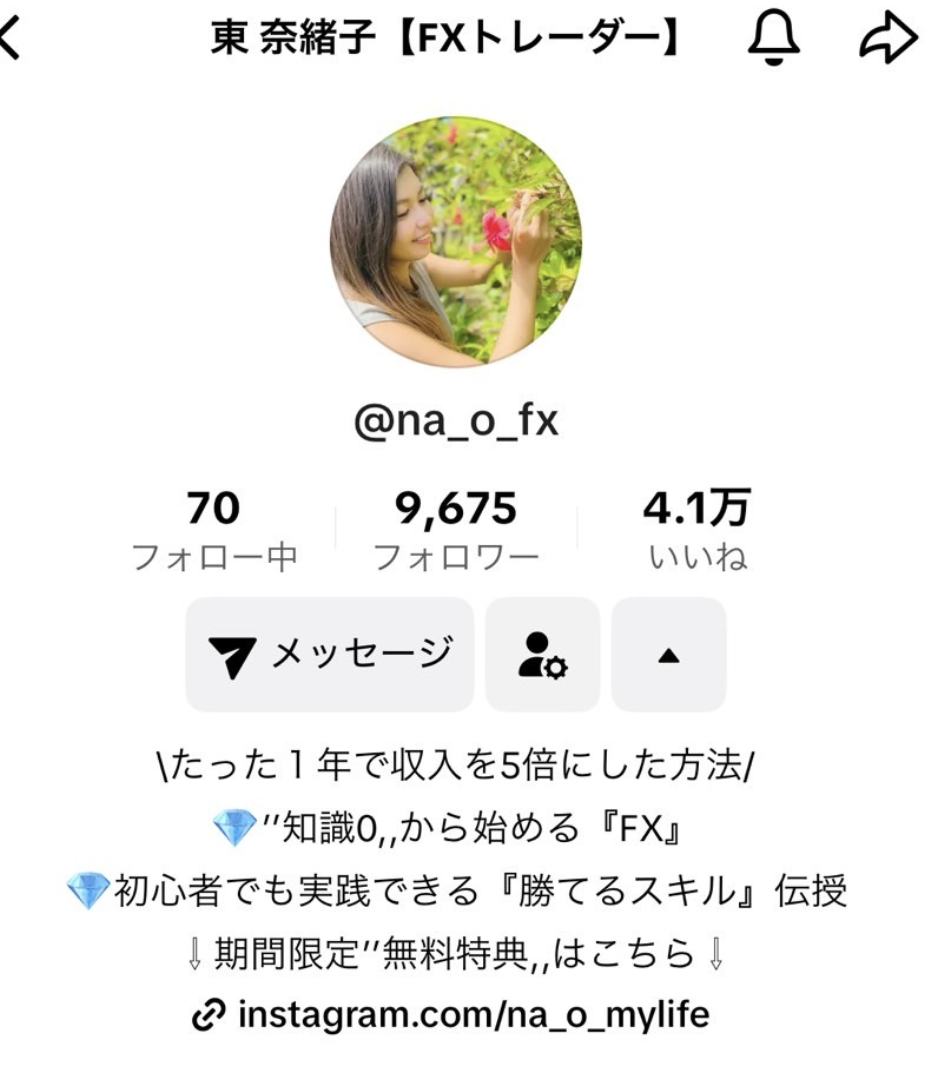 東 奈緒子【FXトレーダー】
@na_o_fx
70 9,675 4.1万
フォロー中 フォロワー いいね
メッセージ
\たった１年で収入を5倍にした方法/
💎’’知識0,,から始める『FX』
💎初心者でも実践できる『勝てるスキル』伝授
⇩期間限定’’無料特典,,はこちら⇩
instagram.com/na_o_mylife